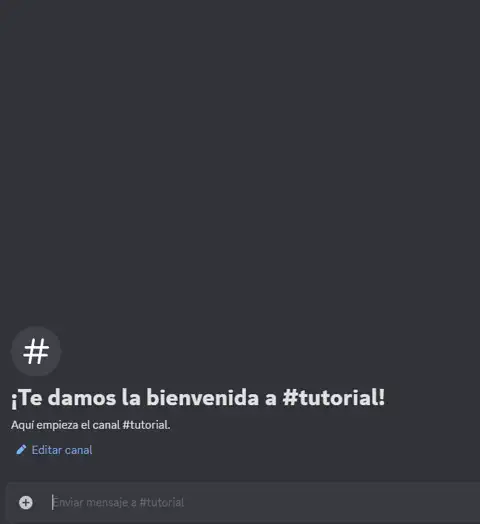 #
¡Te damos la bienvenida a #tutorial!
Aquí empieza el canal #tutorial.
Editar canal
Enviar mensaje a #tutorial